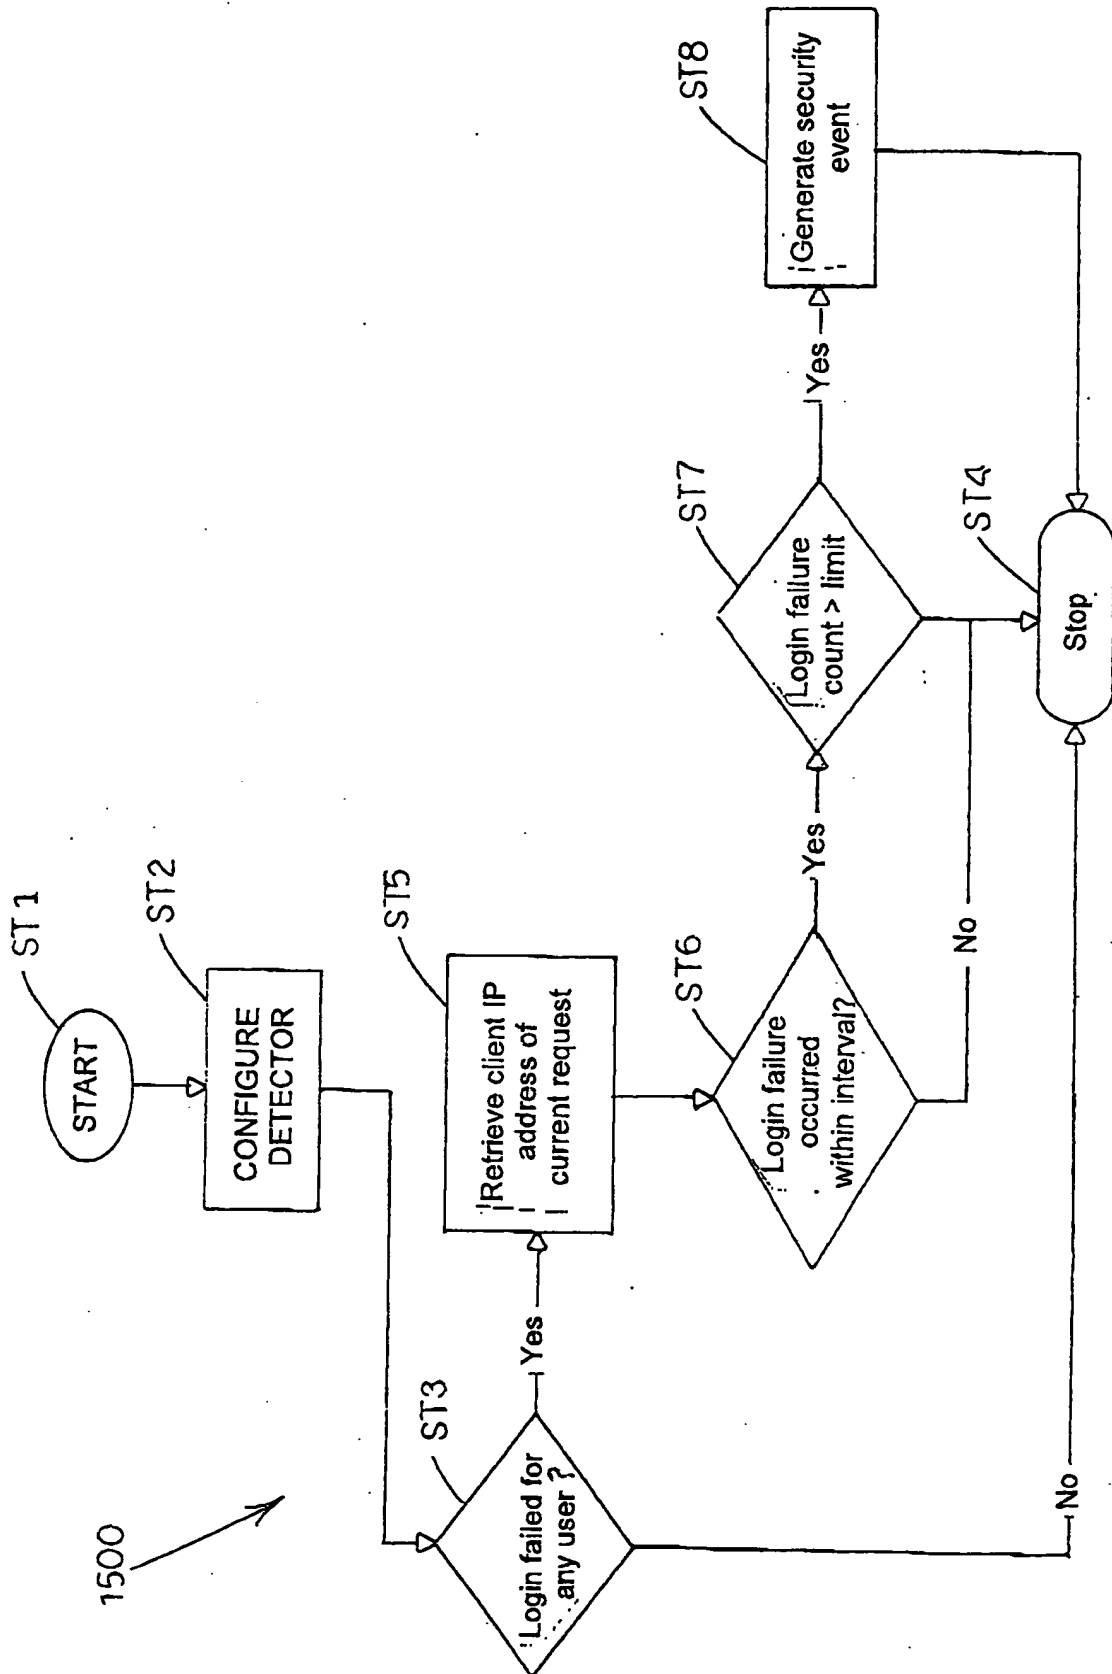 1500
ST1
START
ST2
CONFIGURE
DETECTOR
ST3
Login failed for
any user ?
Yes
No
ST5
Retrieve client IP
address of
current request
ST6
Login failure
occurred
within interval?
Yes
No
ST7
Login failure
count > limit
Yes
ST8
Generate security
event
ST4
Stop